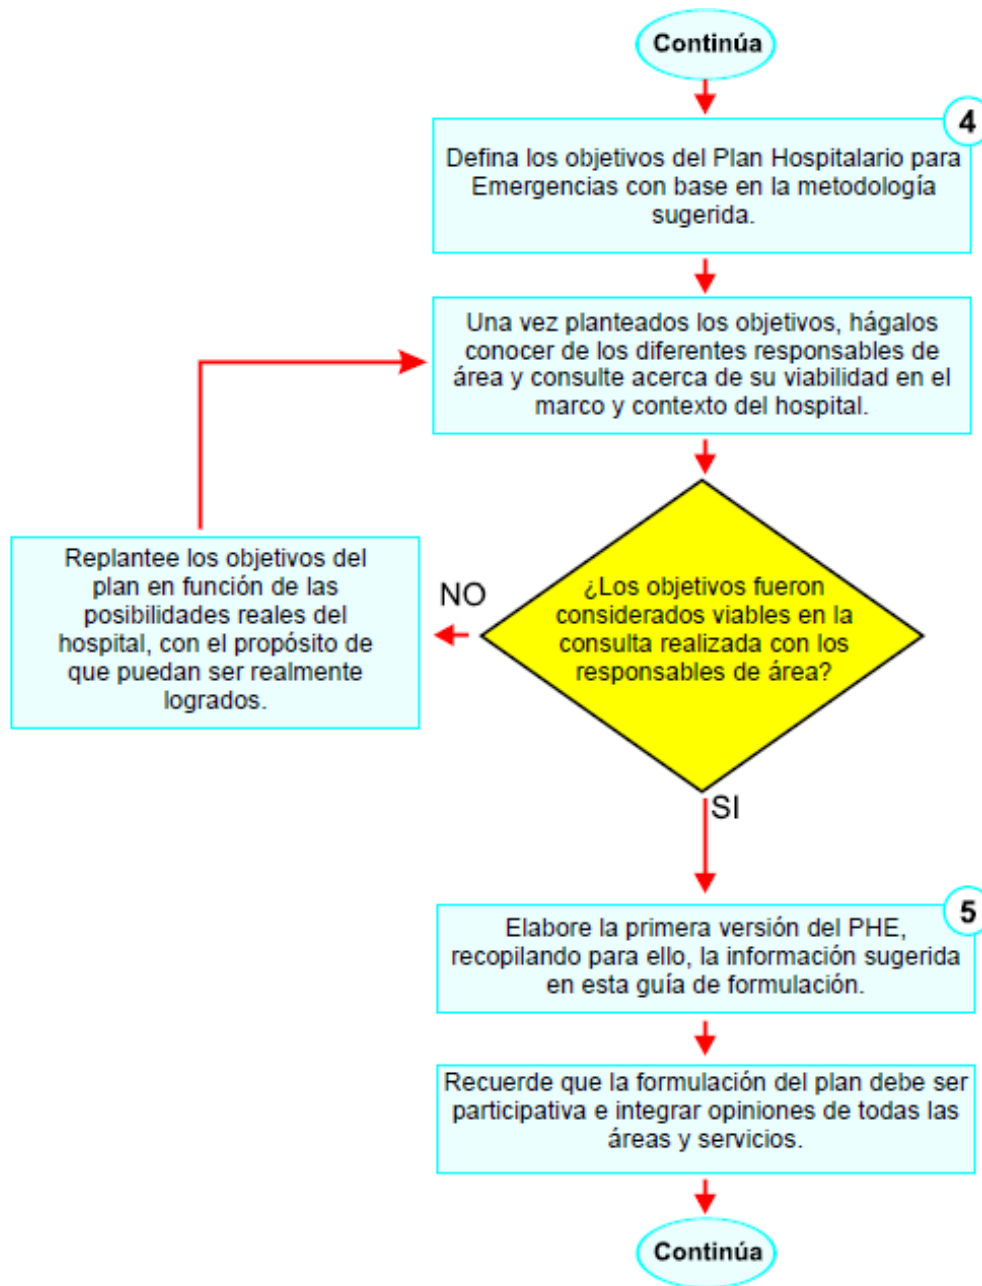 Continúa
4
Defina los objetivos del Plan Hospitalario para
Emergencias con base en la metodología
sugerida.
Una vez planteados los objetivos, hágalos
conocer de los diferentes responsables de
área y consulte acerca de su viabilidad en el
marco y contexto del hospital.
Replantee los objetivos del
plan en función de las
posibilidades reales del
hospital, con el propósito de
que puedan ser realmente
logrados.
NO
¿Los objetivos fueron
considerados viables en la
consulta realizada con los
responsables de área?
SI
5
Elabore la primera versión del PHE,
recopilando para ello, la información sugerida
en esta guía de formulación.
Recuerde que la formulación del plan debe ser
participativa e integrar opiniones de todas las
áreas y servicios.
Continúa